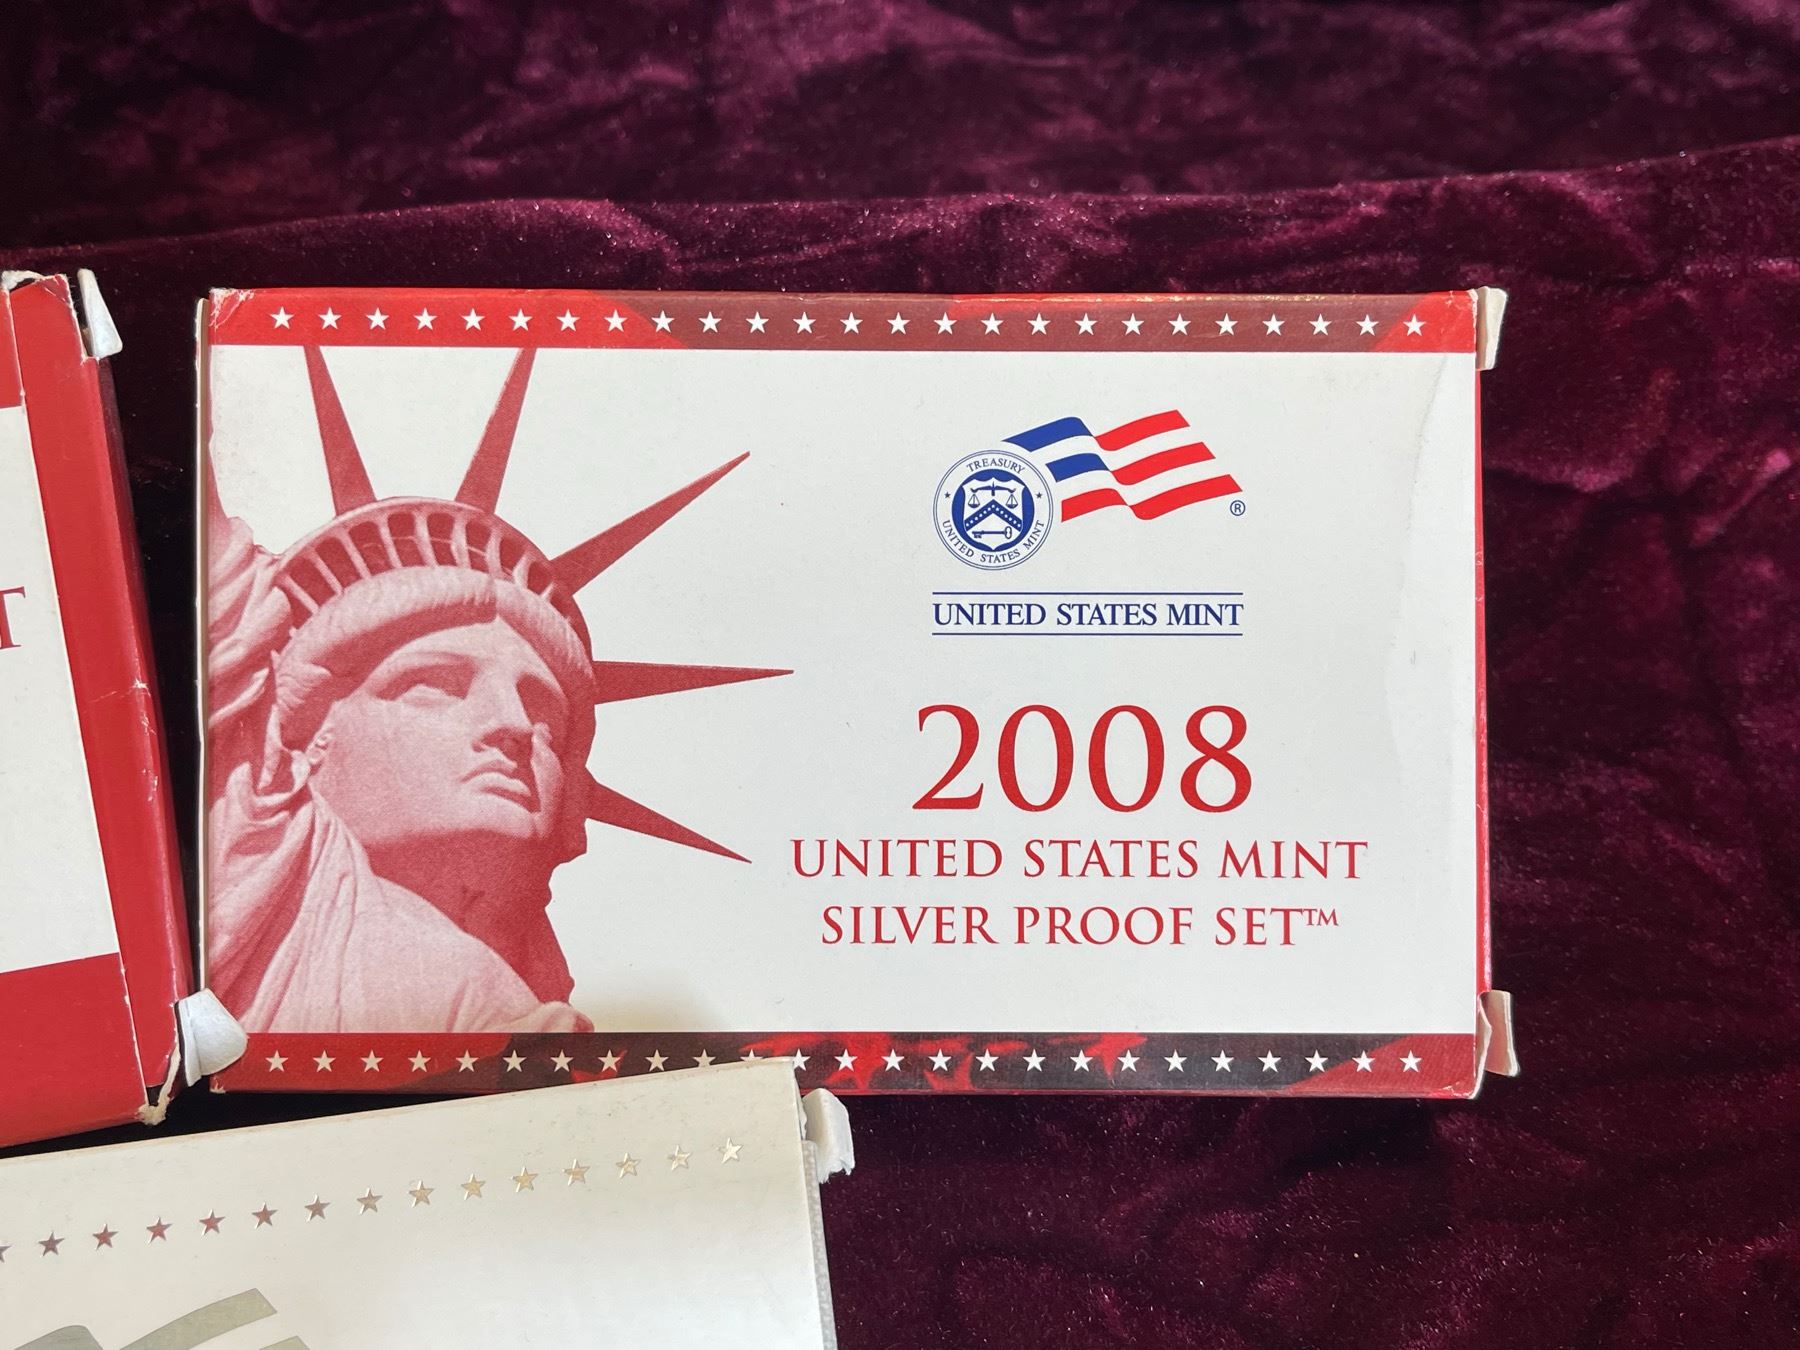 T
TREASURY
UNITED STATES MINT
®
UNITED STATES MINT
2008
UNITED STATES MINT
SILVER PROOF SET™